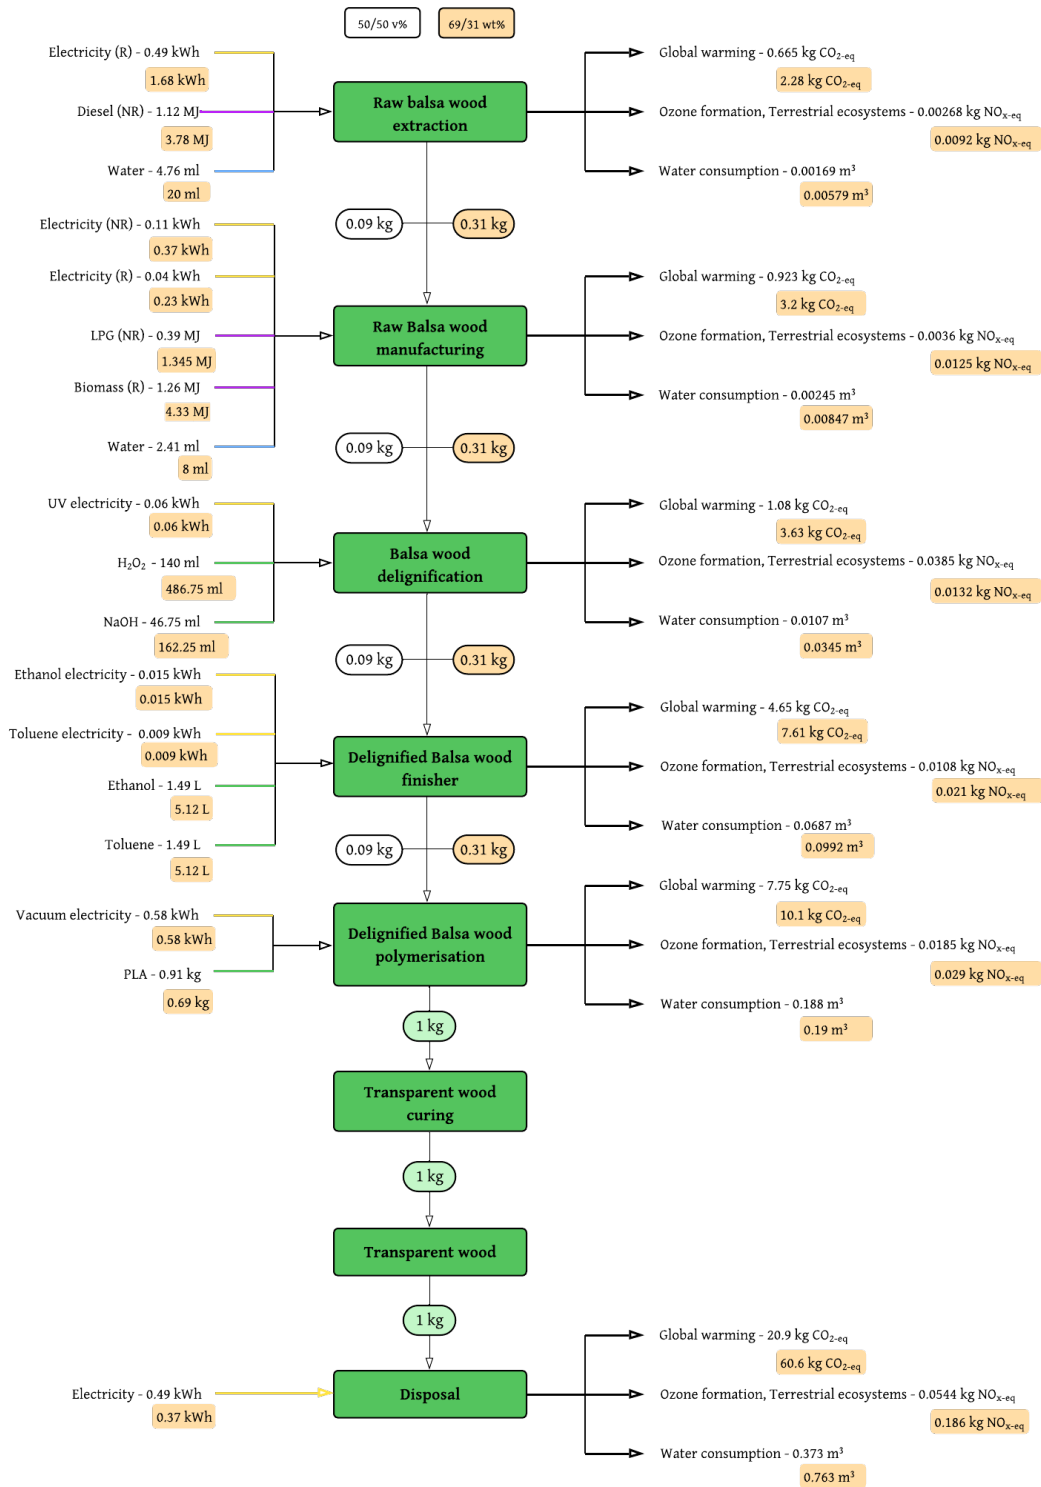 50/50 v%
69/31 wt%
Electricity (R) - 0.49 kWh
1.68 kWh
Diesel (NR) - 1.12 MJ
3.78 MJ
Water - 4.76 ml
20 ml
Raw balsa wood
extraction
Global warming - 0.665 kg CO₂₋eq
2.28 kg CO₂₋eq
Ozone formation, Terrestrial ecosystems - 0.00268 kg NOx-eq
0.0092 kg NOx-eq
Water consumption - 0.00169 m³
0.00579 m³
0.09 kg
0.31 kg
Electricity (NR) - 0.11 kWh
0.37 kWh
Electricity (R) - 0.04 kWh
0.23 kWh
LPG (NR) - 0.39 MJ
1.345 MJ
Biomass (R) - 1.26 MJ
4.33 MJ
Water - 2.41 ml
8 ml
Raw Balsa wood
manufacturing
Global warming - 0.923 kg CO₂₋eq
3.2 kg CO₂₋eq
Ozone formation, Terrestrial ecosystems - 0.0036 kg NOx-eq
0.0125 kg NOx-eq
Water consumption - 0.00245 m³
0.00847 m³
0.09 kg
0.31 kg
UV electricity - 0.06 kWh
0.06 kWh
H₂O₂ - 140 ml
486.75 ml
NaOH - 46.75 ml
162.25 ml
Balsa wood
delignification
Global warming - 1.08 kg CO₂₋eq
3.63 kg CO₂₋eq
Ozone formation, Terrestrial ecosystems - 0.0385 kg NOx-eq
0.0132 kg NOx-eq
Water consumption - 0.0107 m³
0.0345 m³
0.09 kg
0.31 kg
Ethanol electricity - 0.015 kWh
0.015 kWh
Toluene electricity - 0.009 kWh
0.009 kWh
Ethanol - 1.49 L
5.12 L
Toluene - 1.49 L
5.12 L
Delignified Balsa wood
finisher
Global warming - 4.65 kg CO₂₋eq
7.61 kg CO₂₋eq
Ozone formation, Terrestrial ecosystems - 0.0108 kg NOx-eq
0.021 kg NOx-eq
Water consumption - 0.0687 m³
0.0992 m³
0.09 kg
0.31 kg
Vacuum electricity - 0.58 kWh
0.58 kWh
PLA - 0.91 kg
0.69 kg
Delignified Balsa wood
polymerisation
Global warming - 7.75 kg CO₂₋eq
10.1 kg CO₂₋eq
Ozone formation, Terrestrial ecosystems - 0.0185 kg NOx-eq
0.029 kg NOx-eq
Water consumption - 0.188 m³
0.19 m³
1 kg
Transparent wood
curing
1 kg
Transparent wood
1 kg
Electricity - 0.49 kWh
0.37 kWh
Disposal
Global warming - 20.9 kg CO₂₋eq
60.6 kg CO₂₋eq
Ozone formation, Terrestrial ecosystems - 0.0544 kg NOx-eq
0.186 kg NOx-eq
Water consumption - 0.373 m³
0.763 m³